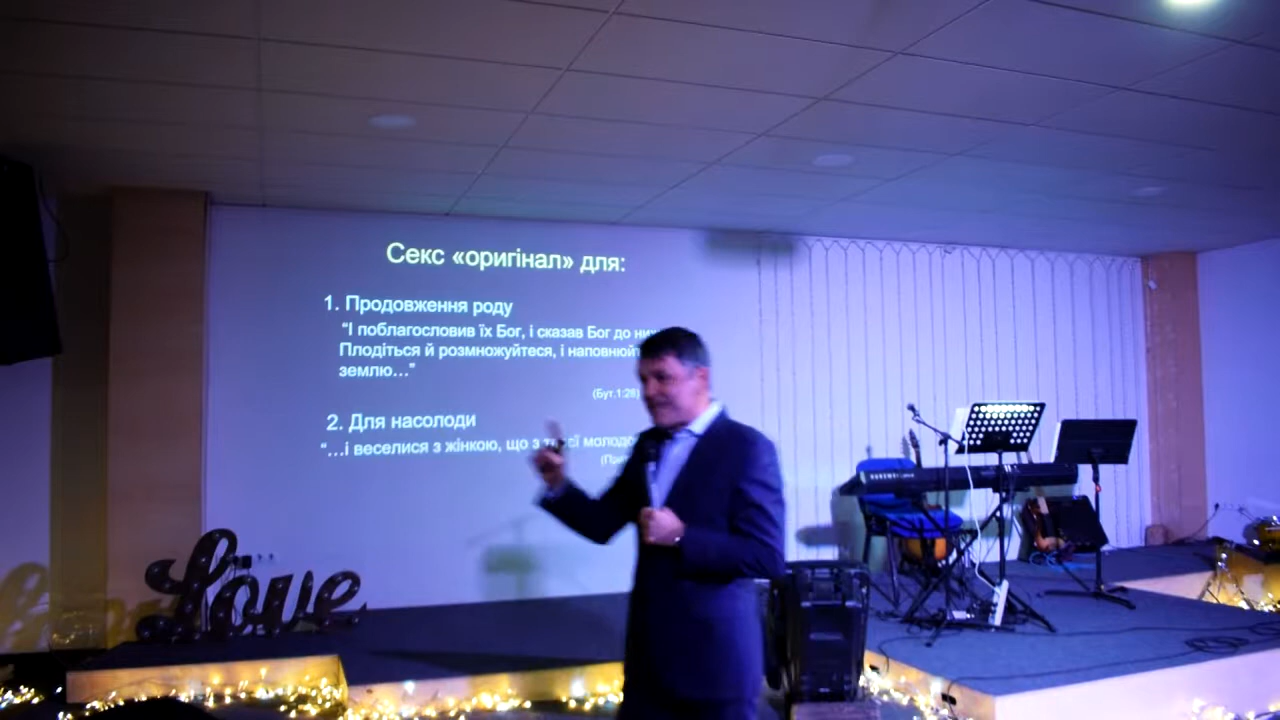 Секс «оригінал» для:
1. Продовження роду
“І поблагословив їх Бог, і сказав Бог до
Плодіться й розмножуйтеся, і
землю…”
(Бут.1:28)
2. Для насолоди
“…і веселися з жінкою, що з
Love